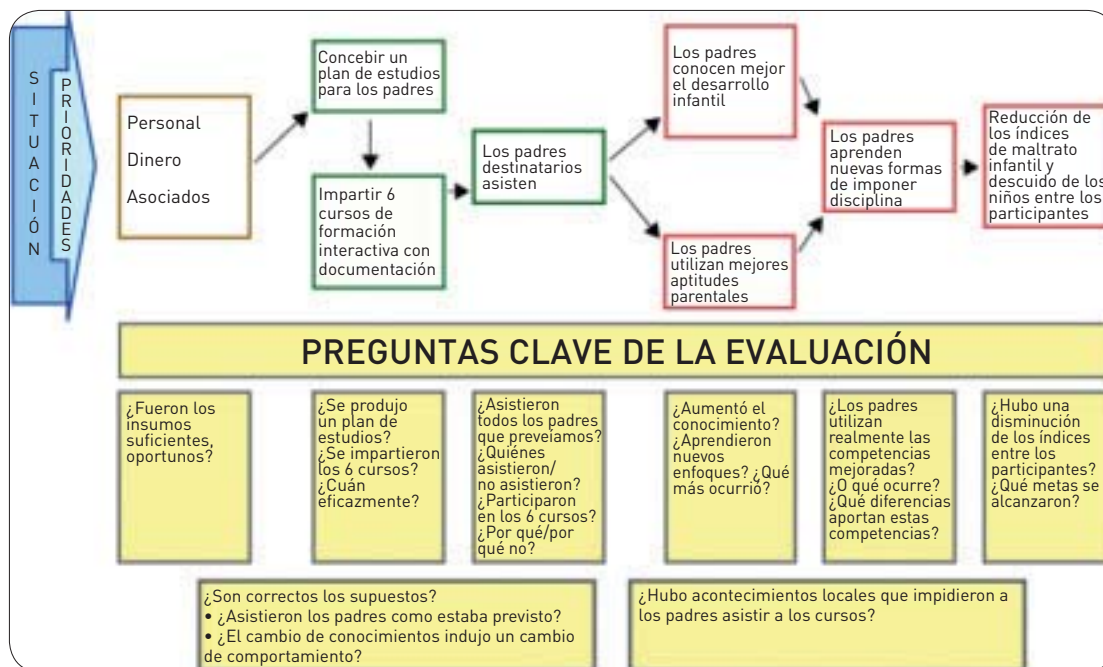 SITUACIÓN
PRIORIDADES
Personal
Dinero
Asociados
Concebir un
plan de estudios
para los padres
Impartir 6
cursos de
formación
interactiva con
documentación
Los padres
destinatarios
asisten
Los padres
conocen mejor
el desarrollo
infantil
Los padres
utilizan mejores
aptitudes
parentales
Los padres
aprenden
nuevas formas
de imponer
disciplina
Reducción de
los índices
de maltrato
infantil y
descuido de los
niños entre los
participantes
PREGUNTAS CLAVE DE LA EVALUACIÓN
¿Fueron los
insumos
suficientes,
oportunos?
¿Se produjo
un plan de
estudios?
¿Se impartieron
los 6 cursos?
¿Cuán
eficazmente?
¿Asistieron
todos los padres
que preveíamos?
¿Quiénes
asistieron/
no asistieron?
¿Participaron
en los 6 cursos?
¿Por qué/por
qué no?
¿Aumentó el
conocimiento?
¿Aprendieron
nuevos
enfoques? ¿Qué
más ocurrió?
¿Los padres
utilizan
realmente las
competencias
mejoradas?
¿O qué ocurre?
¿Qué diferencias
aportan estas
competencias?
¿Hubo una
disminución
de los índices
entre los
participantes?
¿Qué metas se
alcanzaron?
¿Son correctos los supuestos?
• ¿Asistieron los padres como estaba previsto?
• ¿El cambio de conocimientos indujo un cambio
de comportamiento?
¿Hubo acontecimientos locales que impidieron a
los padres asistir a los cursos?